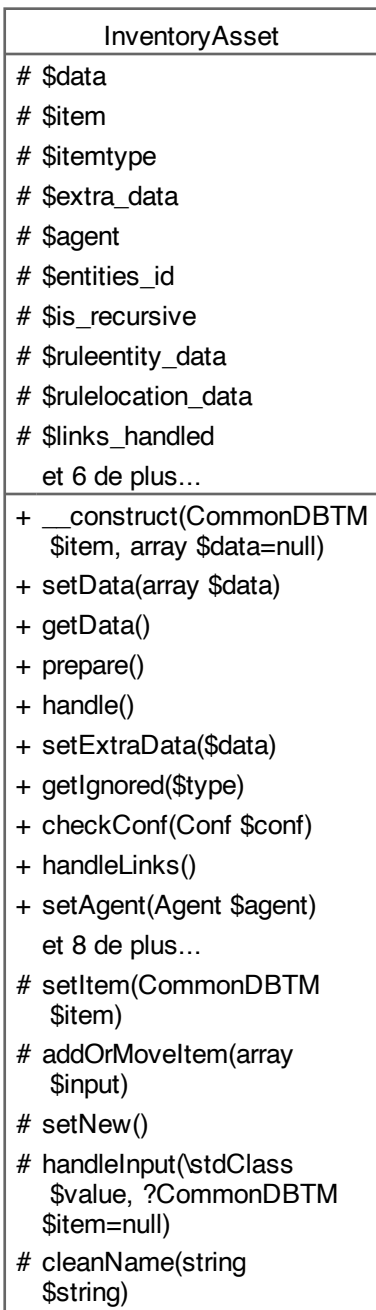 InventoryAsset
# $data
# $item
# $itemtype
# $extra_data
# $agent
# $entities_id
# $is_recursive
# $ruleentity_data
# $rulelocation_data
# $links_handled
et 6 de plus...
+ __construct(CommonDBTM
$item, array $data=null)
+ setData(array $data)
+ getData()
+ prepare()
+ handle()
+ setExtraData($data)
+ getIgnored($type)
+ checkConf(Conf $conf)
+ handleLinks()
+ setAgent(Agent $agent)
et 8 de plus...
# setItem(CommonDBTM
$item)
# addOrMoveItem(array
$input)
# setNew()
# handleInput(\stdClass
$value, ?CommonDBTM
$item=null)
# cleanName(string
$string)